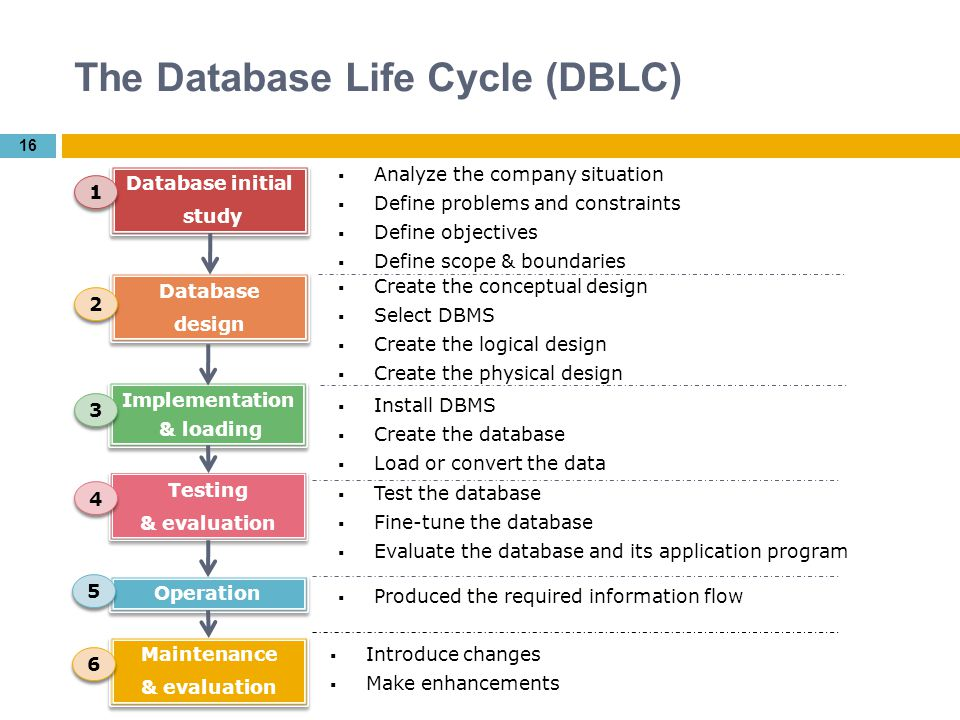 The Database Life Cycle (DBLC)
16
1
Database initial
study
▪ Analyze the company situation
▪ Define problems and constraints
▪ Define objectives
▪ Define scope & boundaries
2
Database
design
▪ Create the conceptual design
▪ Select DBMS
▪ Create the logical design
▪ Create the physical design
3
Implementation
& loading
▪ Install DBMS
▪ Create the database
▪ Load or convert the data
4
Testing
& evaluation
▪ Test the database
▪ Fine-tune the database
▪ Evaluate the database and its application program
5
Operation
▪ Produced the required information flow
6
Maintenance
& evaluation
▪ Introduce changes
▪ Make enhancements